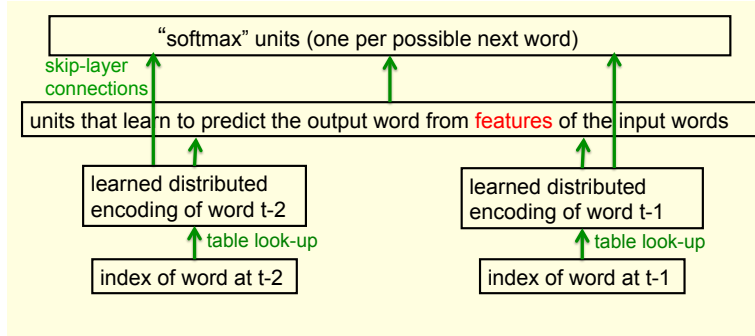 “softmax” units (one per possible next word)
skip-layer
connections
units that learn to predict the output word from features of the input words
learned distributed
encoding of word t-2
learned distributed
encoding of word t-1
table look-up
table look-up
index of word at t-2
index of word at t-1